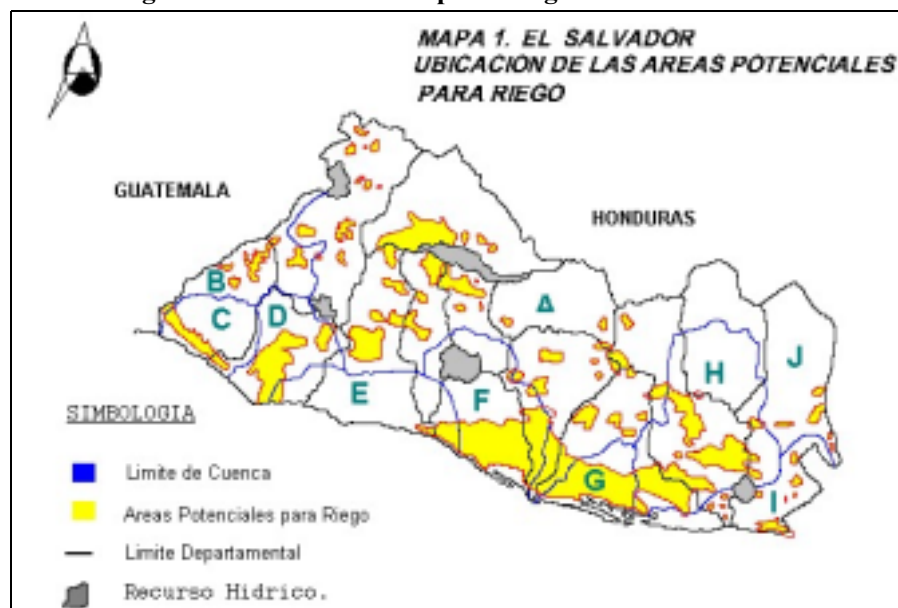 MAPA 1. EL SALVADOR
UBICACION DE LAS AREAS POTENCIALES
PARA RIEGO
GUATEMALA
HONDURAS
B
C
D
A
E
F
G
H
J
I
SIMBOLOGIA
Limite de Cuenca
Areas Potenciales para Riego
Limite Departamental
Recurso Hidrico.